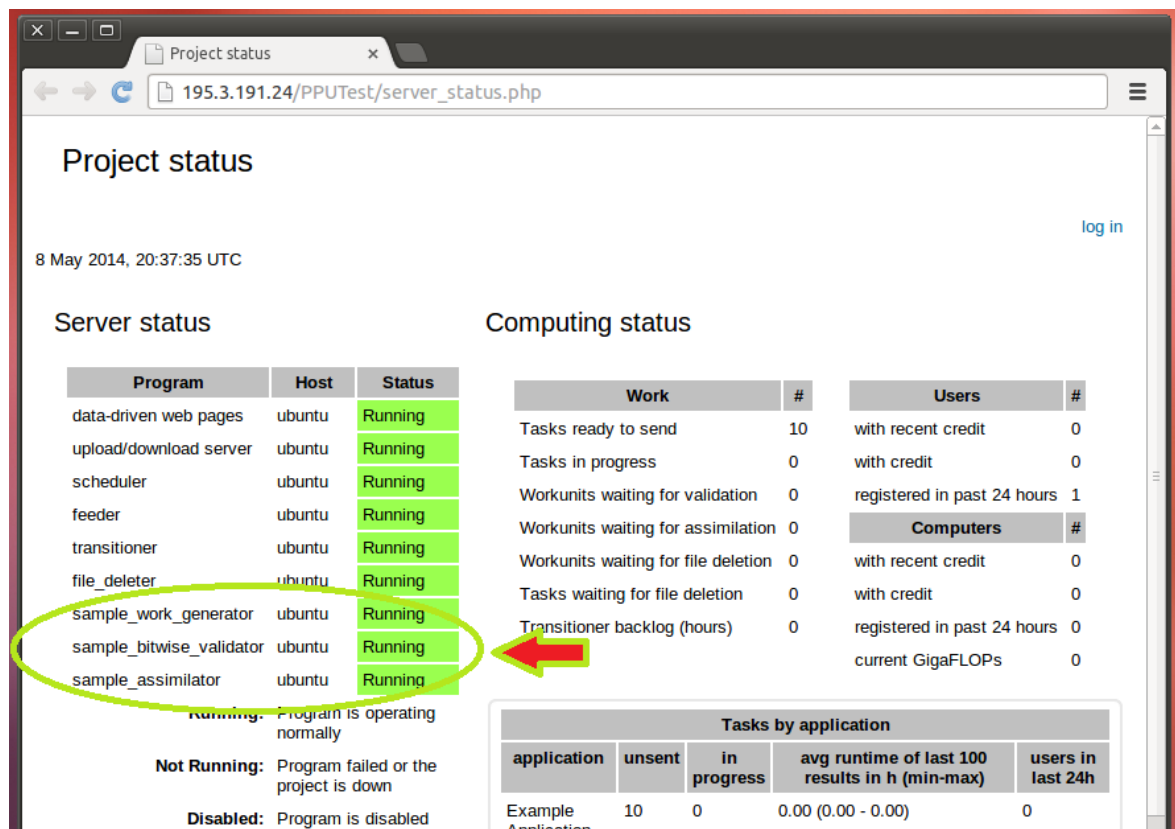 Project status
195.3.191.24/PPUTest/server_status.php
Project status
log in
8 May 2014, 20:37:35 UTC
Server status
Program Host Status
data-driven web pages ubuntu Running
upload/download server ubuntu Running
scheduler ubuntu Running
feeder ubuntu Running
transitioner ubuntu Running
file_deleter ubuntu Running
sample_work_generator ubuntu Running
sample_bitwise_validator ubuntu Running
sample_assimilator ubuntu Running
Running: Program is operating
normally
Not Running: Program failed or the
project is down
Disabled: Program is disabled
Computing status
Work #
Tasks ready to send 10
Tasks in progress 0
Workunits waiting for validation 0
Workunits waiting for assimilation 0
Workunits waiting for file deletion 0
Tasks waiting for file deletion 0
Transitioner backlog (hours) 0
Users #
with recent credit 0
with credit 0
registered in past 24 hours 1
Computers #
with recent credit 0
with credit 0
registered in past 24 hours 0
current GigaFLOPs 0
Tasks by application
application unsent in progress avg runtime of last 100 results in h (min-max) users in last 24h
Example 10 0 0.00 (0.00 - 0.00) 0
Application